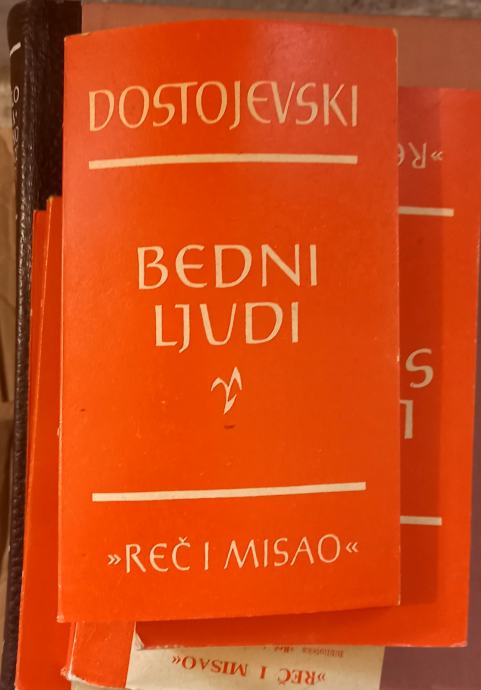 DOSTOJEVSKI
BEDNI
LJUDI
»REČ I MISAO«
»REČ I MISAO«